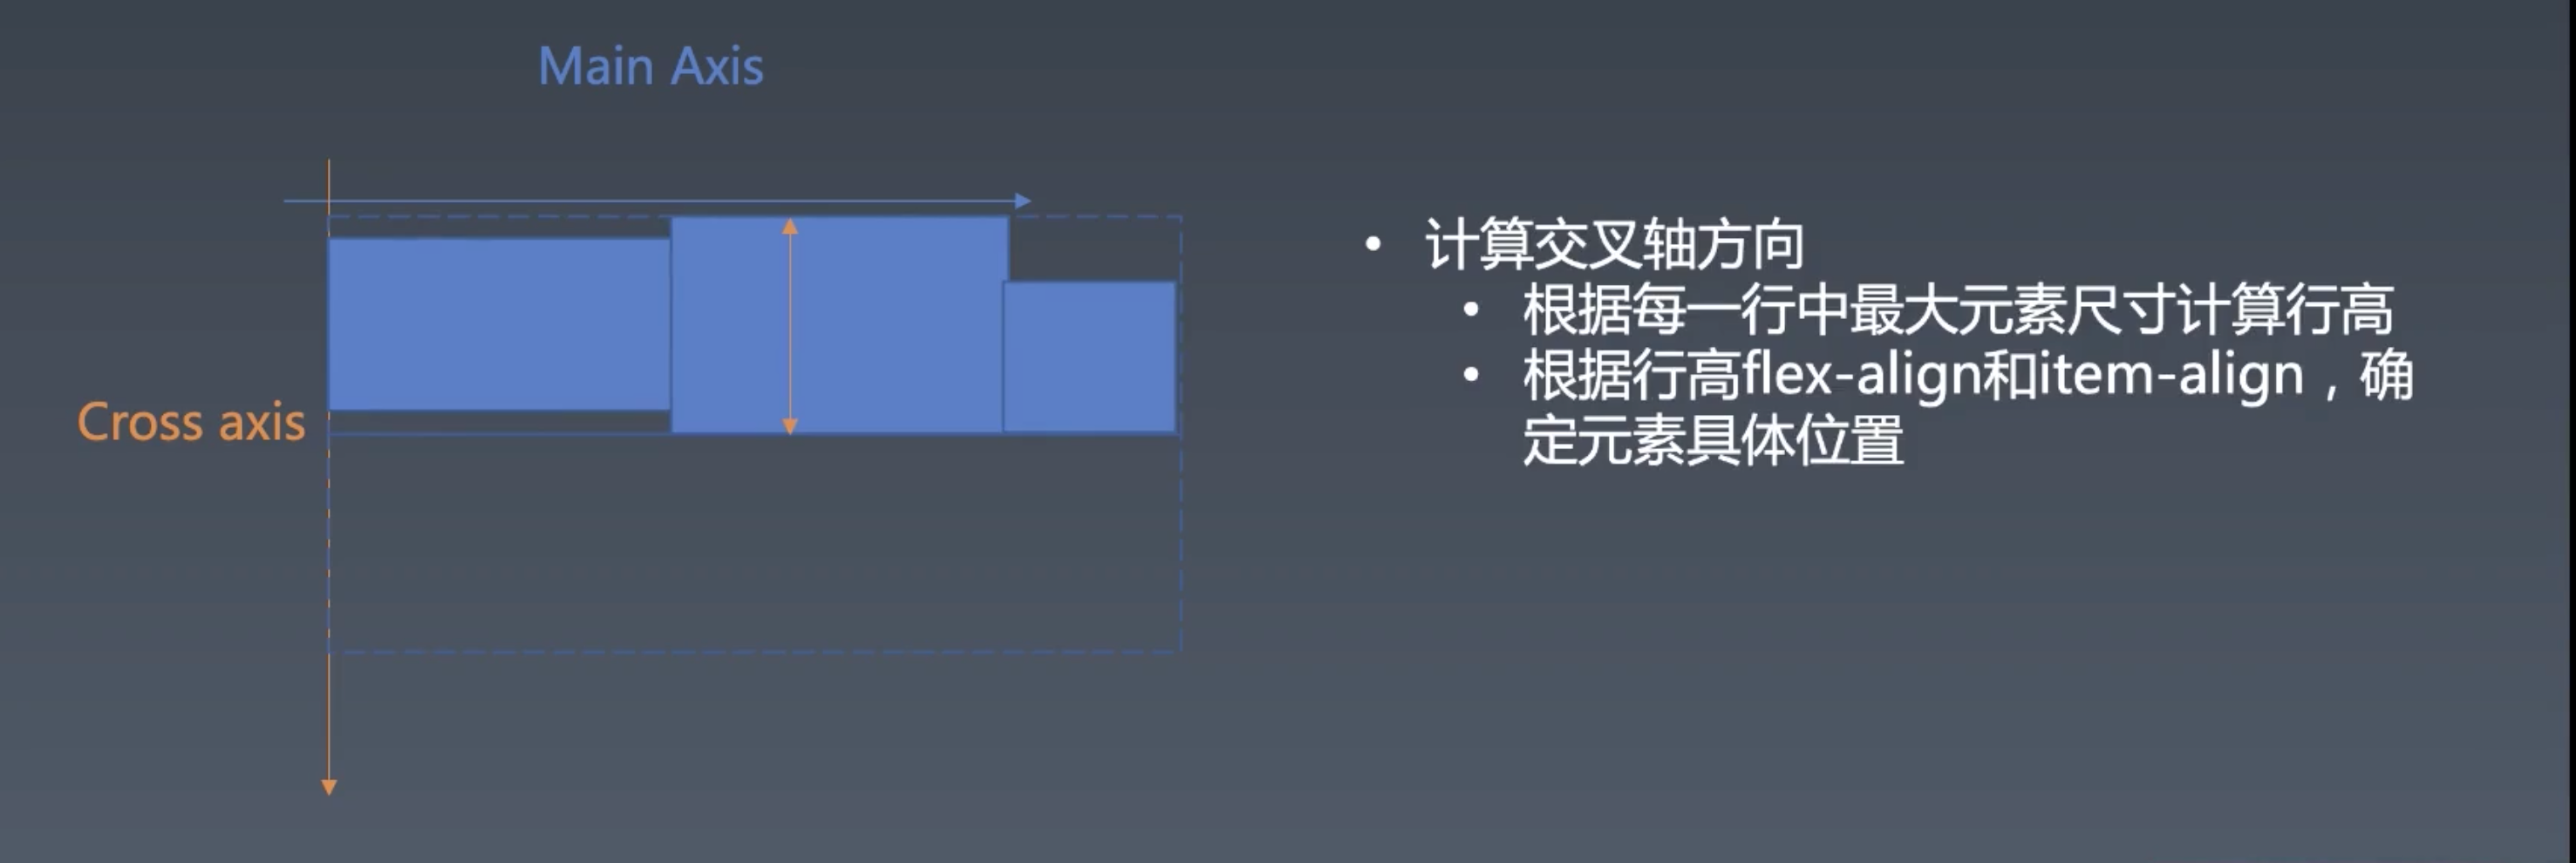 Main Axis
Cross axis
• 计算交叉轴方向
• 根据每一行中最大元素尺寸计算行高
• 根据行高flex-align和item-align，确
定元素具体位置